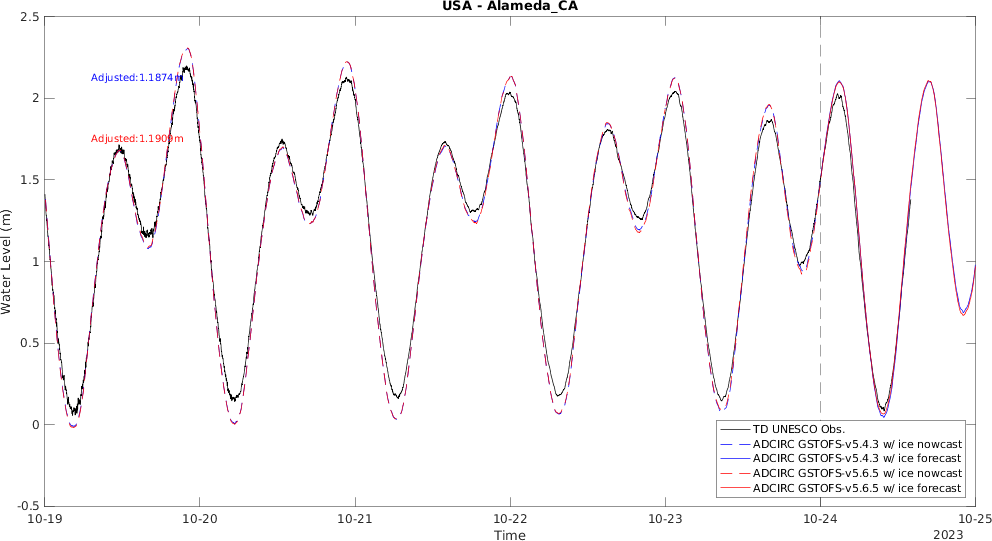 USA - Alameda_CA
2.5
2
1.5
1
0.5
0
-0.5
Water Level (m)
Adjusted:1.1874m
Adjusted:1.1909m
TD UNESCO Obs.
ADCIRC GSTOFS-v5.4.3 w/ ice nowcast
ADCIRC GSTOFS-v5.4.3 w/ ice forecast
ADCIRC GSTOFS-v5.6.5 w/ ice nowcast
ADCIRC GSTOFS-v5.6.5 w/ ice forecast
10-19 10-20 10-21 10-22 10-23 10-24 10-25
Time
2023